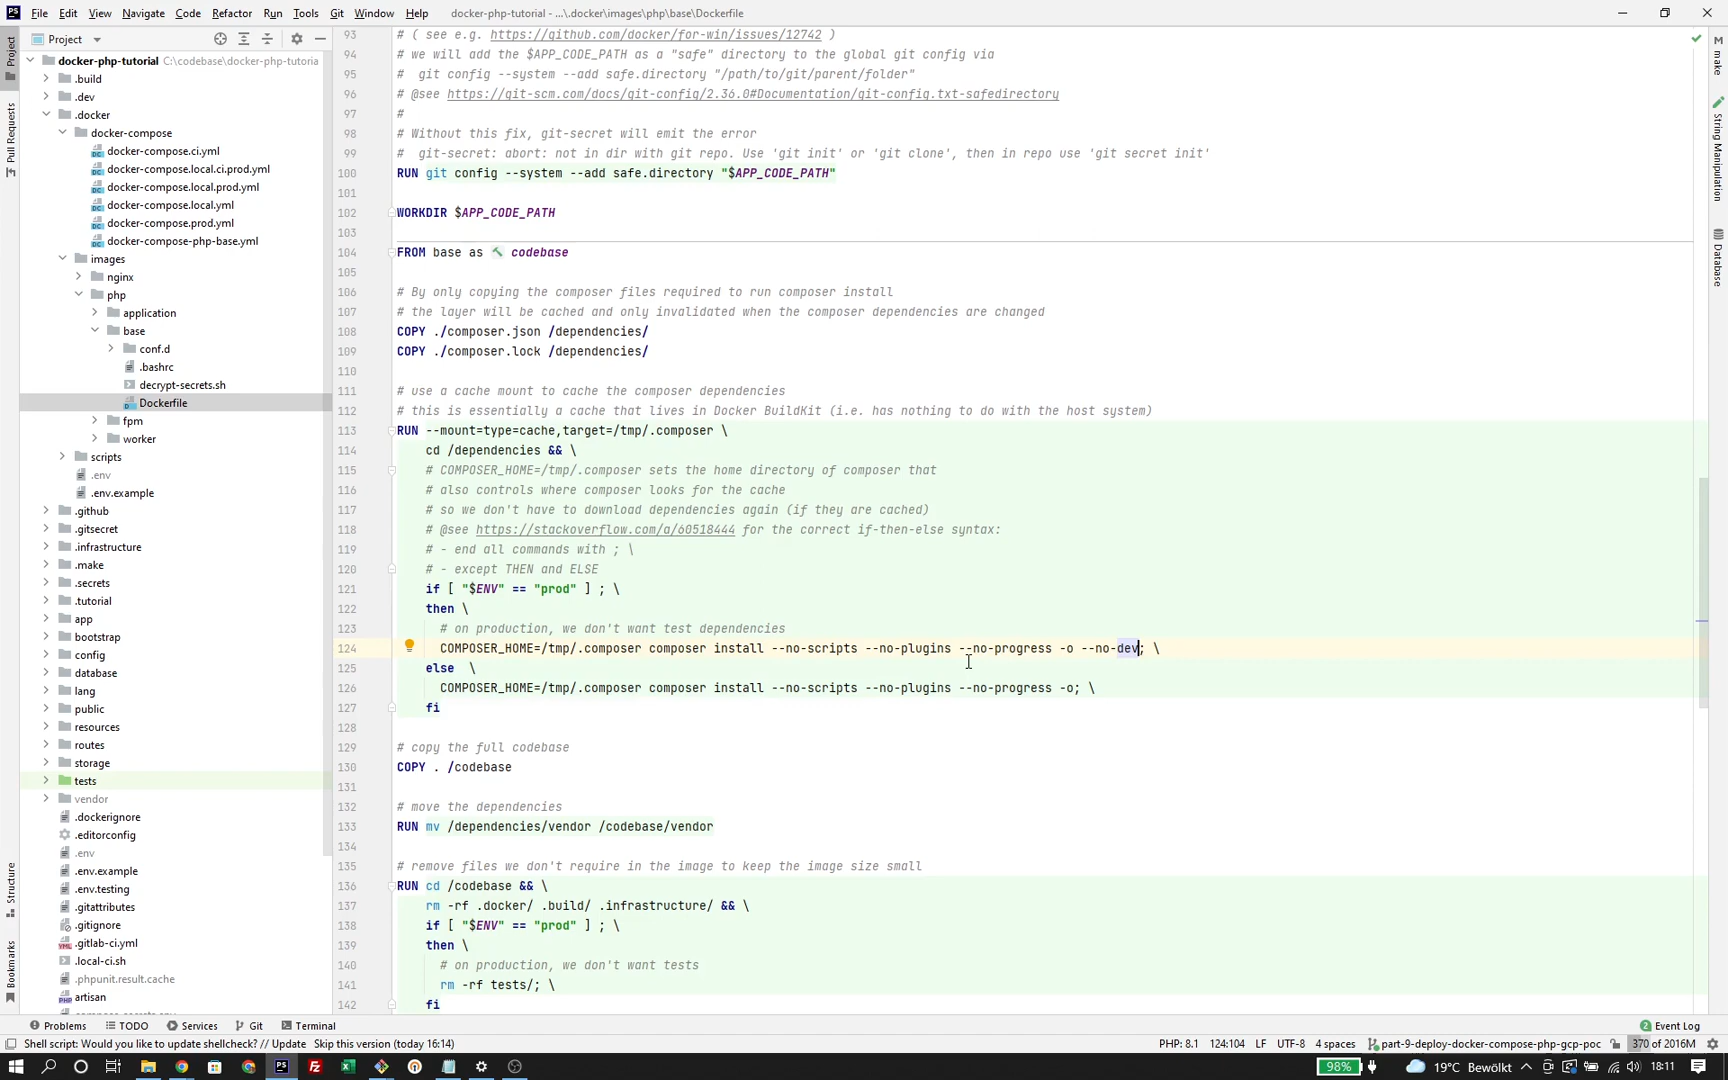 File Edit View Navigate Code Refactor Run Tools Git Window Help docker-php-tutorial - ...\.docker\images\php\base\Dockerfile
Project
docker-php-tutorial C:\codebase\docker-php-tutoria
.build
.dev
.docker
docker-compose
docker-compose.ci.yml
docker-compose.local.ci.prod.yml
docker-compose.local.prod.yml
docker-compose.local.yml
docker-compose.prod.yml
docker-compose-php-base.yml
images
nginx
php
application
base
conf.d
.bashrc
decrypt-secrets.sh
Dockerfile
fpm
worker
scripts
.env
.env.example
.github
.gitsecret
.infrastructure
.make
.secrets
.tutorial
app
bootstrap
config
database
lang
public
resources
routes
storage
tests
vendor
.dockerignore
.editorconfig
.env
.env.example
.env.testing
.gitattributes
.gitignore
.gitlab-ci.yml
.local-ci.sh
.phpunit.result.cache
artisan
Project
Pull Requests
Structure
Bookmarks
93 # ( see e.g. https://github.com/docker/for-win/issues/12742 )
94 # we will add the $APP_CODE_PATH as a "safe" directory to the global git config via
95 #  git config --system --add safe.directory "/path/to/git/parent/folder"
96 # @see https://git-scm.com/docs/git-config/2.36.0#Documentation/git-config.txt-safedirectory
97 #
98 # Without this fix, git-secret will emit the error
99 #  git-secret: abort: not in dir with git repo. Use 'git init' or 'git clone', then in repo use 'git secret init'
100 RUN git config --system --add safe.directory "$APP_CODE_PATH"
101
102 WORKDIR $APP_CODE_PATH
103
104 FROM base as codebase
105
106 # By only copying the composer files required to run composer install
107 # the layer will be cached and only invalidated when the composer dependencies are changed
108 COPY ./composer.json /dependencies/
109 COPY ./composer.lock /dependencies/
110
111 # use a cache mount to cache the composer dependencies
112 # this is essentially a cache that lives in Docker BuildKit (i.e. has nothing to do with the host system)
113 RUN --mount=type=cache,target=/tmp/.composer \
114 cd /dependencies && \
115 # COMPOSER_HOME=/tmp/.composer sets the home directory of composer that
116 # also controls where composer looks for the cache
117 # so we don't have to download dependencies again (if they are cached)
118 # @see https://stackoverflow.com/a/60518444 for the correct if-then-else syntax:
119 # - end all commands with ; \
120 # - except THEN and ELSE
121 if [ "$ENV" == "prod" ] ; \
122 then \
123 # on production, we don't want test dependencies
124 COMPOSER_HOME=/tmp/.composer composer install --no-scripts --no-plugins --no-progress -o --no-dev; \
125 else  \
126 COMPOSER_HOME=/tmp/.composer composer install --no-scripts --no-plugins --no-progress -o; \
127 fi
128
129 # copy the full codebase
130 COPY . /codebase
131
132 # move the dependencies
133 RUN mv /dependencies/vendor /codebase/vendor
134
135 # remove files we don't require in the image to keep the image size small
136 RUN cd /codebase && \
137 rm -rf .docker/ .build/ .infrastructure/ && \
138 if [ "$ENV" == "prod" ] ; \
139 then \
140 # on production, we don't want tests
141 rm -rf tests/; \
142 fi
make
String Manipulation
Database
Problems TODO Services Git Terminal 2 Event Log
Shell script: Would you like to update shellcheck? // Update Skip this version (today 16:14) PHP: 8.1 124:104 LF UTF-8 4 spaces part-9-deploy-docker-compose-php-gcp-poc 370 of 2016M
98% 19°C Bewölkt 18:11